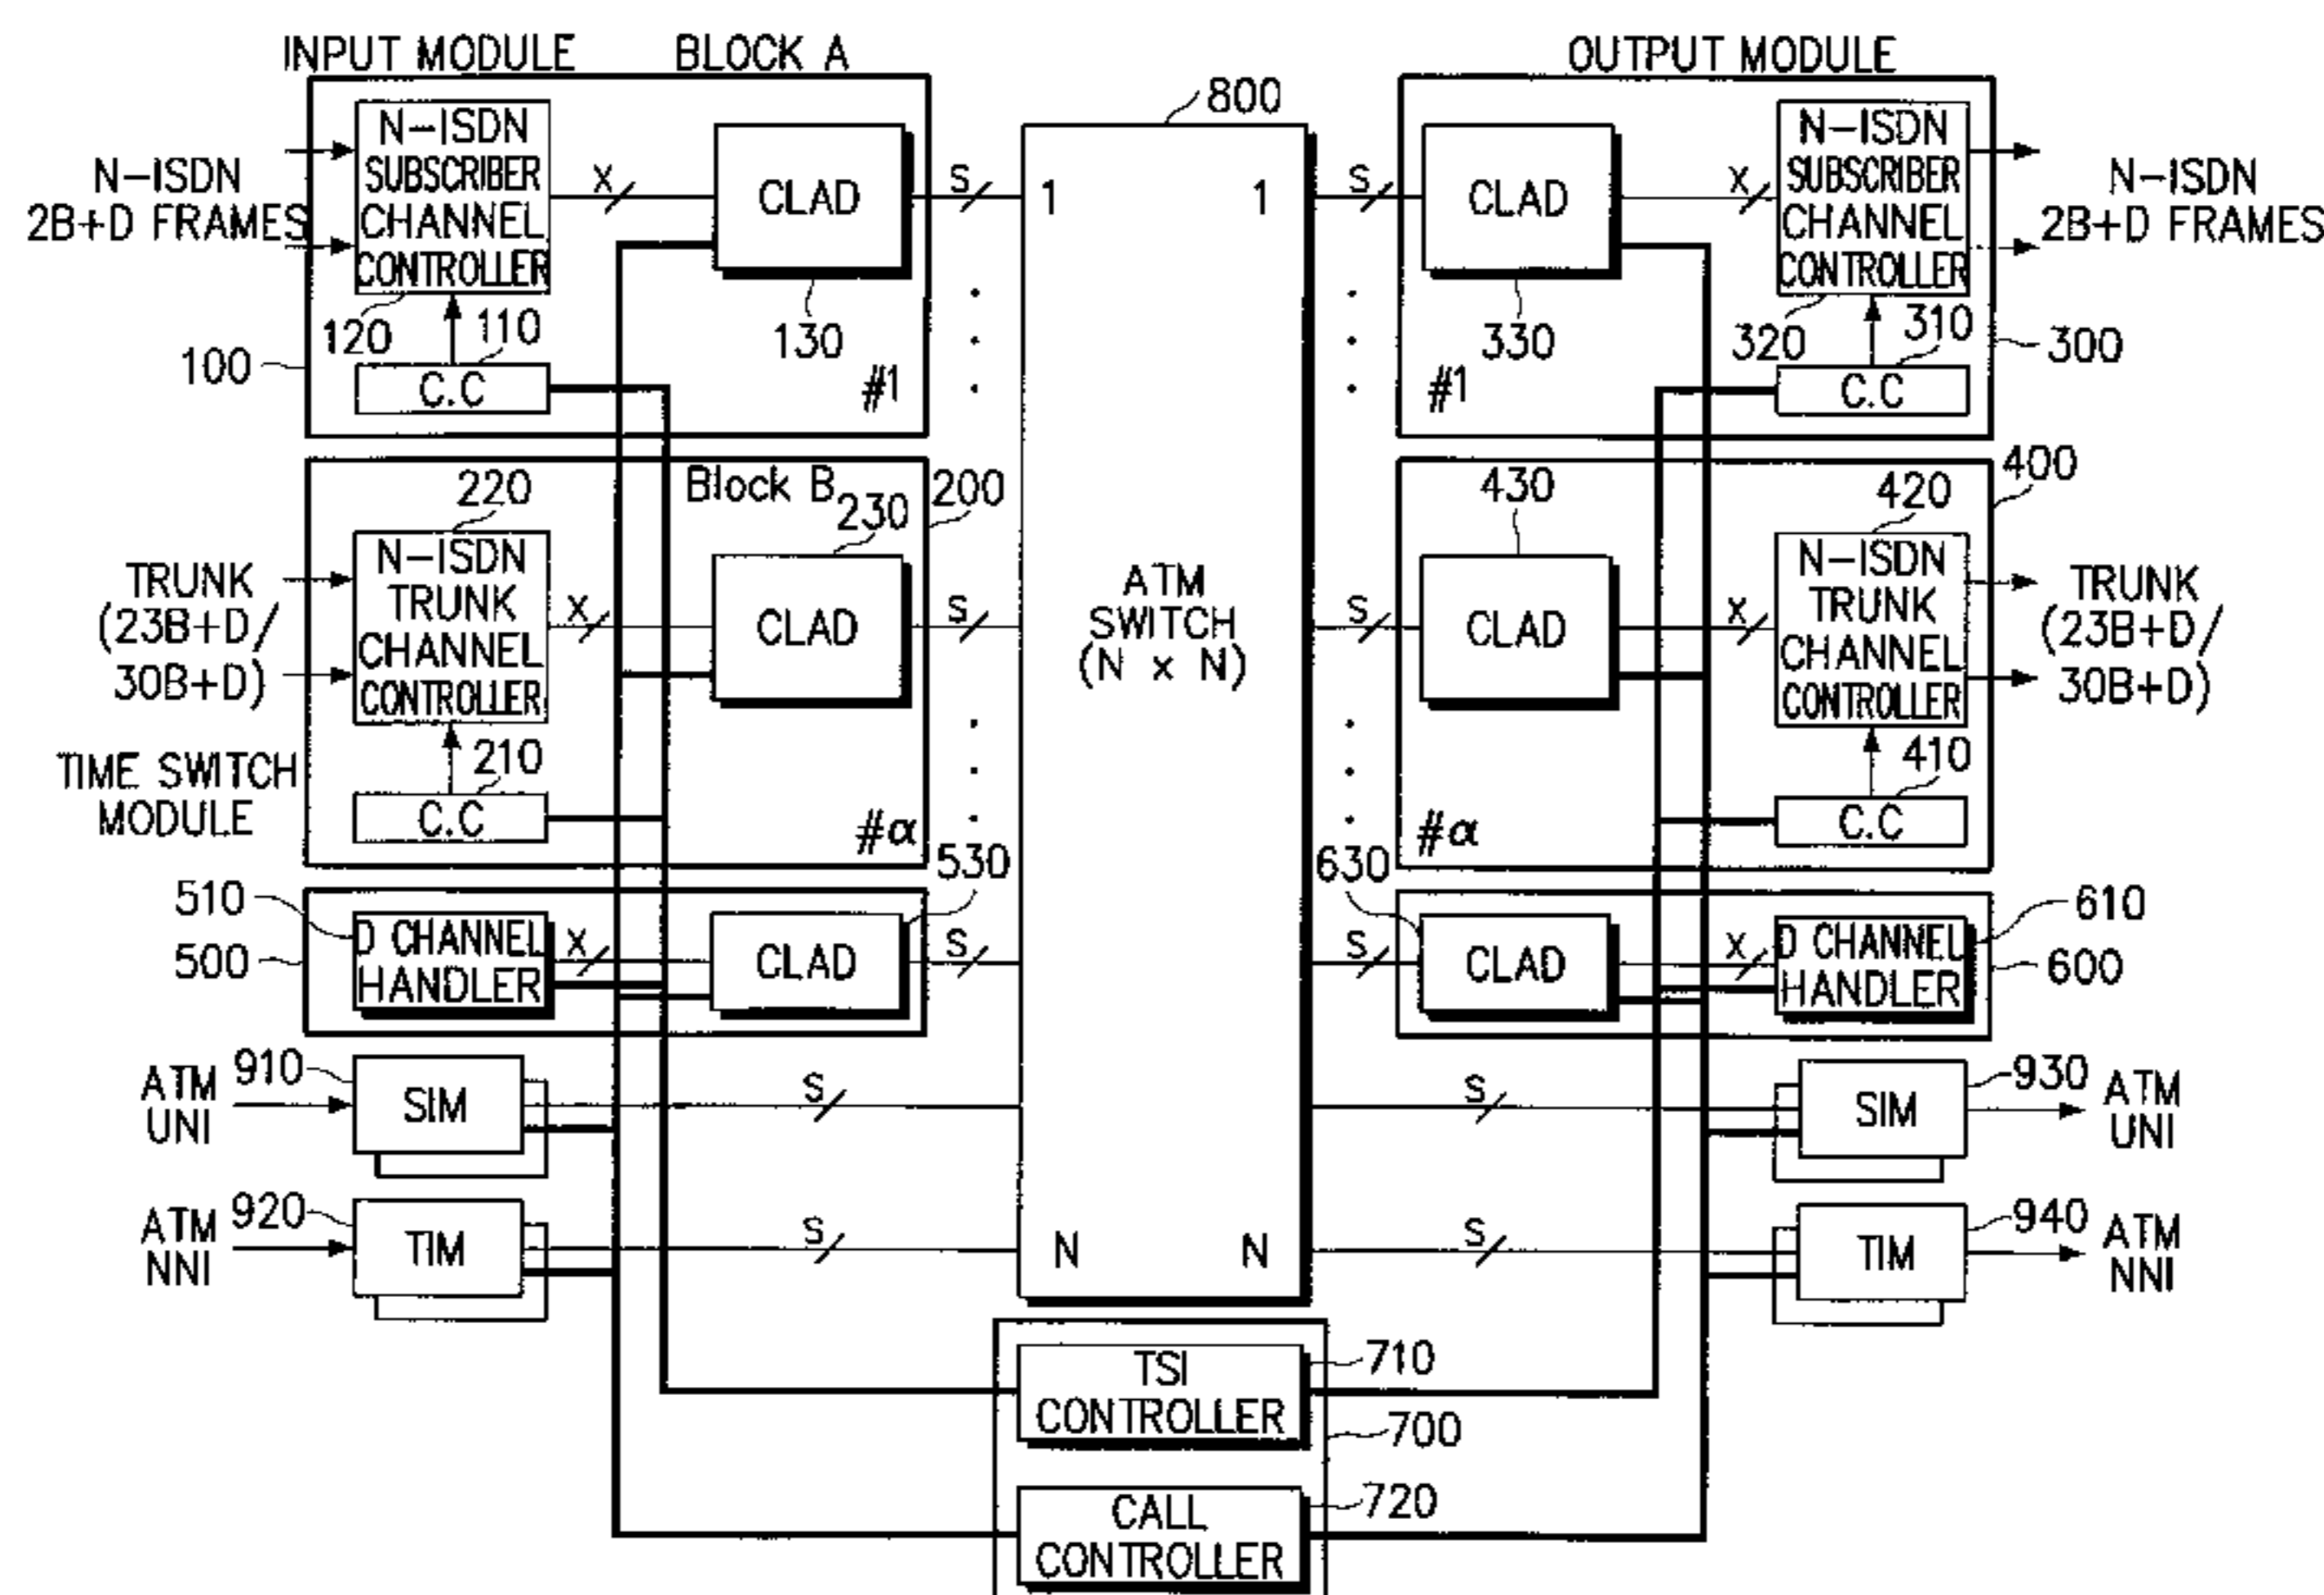 INPUT MODULE BLOCK A
OUTPUT MODULE
N-ISDN
2B+D FRAMES
N-ISDN
SUBSCRIBER
CHANNEL
CONTROLLER
120
110
C.C
100
X
CLAD
130
#1
S
800
1
1
ATM
SWITCH
(N × N)
N
N
S
CLAD
330
#1
X
N-ISDN
SUBSCRIBER
CHANNEL
CONTROLLER
320
310
C.C
300
N-ISDN
2B+D FRAMES
Block B
200
TRUNK
(23B+D/
30B+D)
220
N-ISDN
TRUNK
CHANNEL
CONTROLLER
210
C.C
TIME SWITCH
MODULE
X
230
CLAD
#α
S
S
430
CLAD
#α
X
420
N-ISDN
TRUNK
CHANNEL
CONTROLLER
410
C.C
400
TRUNK
(23B+D/
30B+D)
510
500
D CHANNEL
HANDLER
X
530
CLAD
S
630
S
CLAD
X
D CHANNEL
HANDLER
610
600
ATM
UNI
910
SIM
S
S
SIM
930
ATM
UNI
ATM
NNI
920
TIM
S
S
TIM
940
ATM
NNI
TSI
CONTROLLER
710
700
CALL
CONTROLLER
720